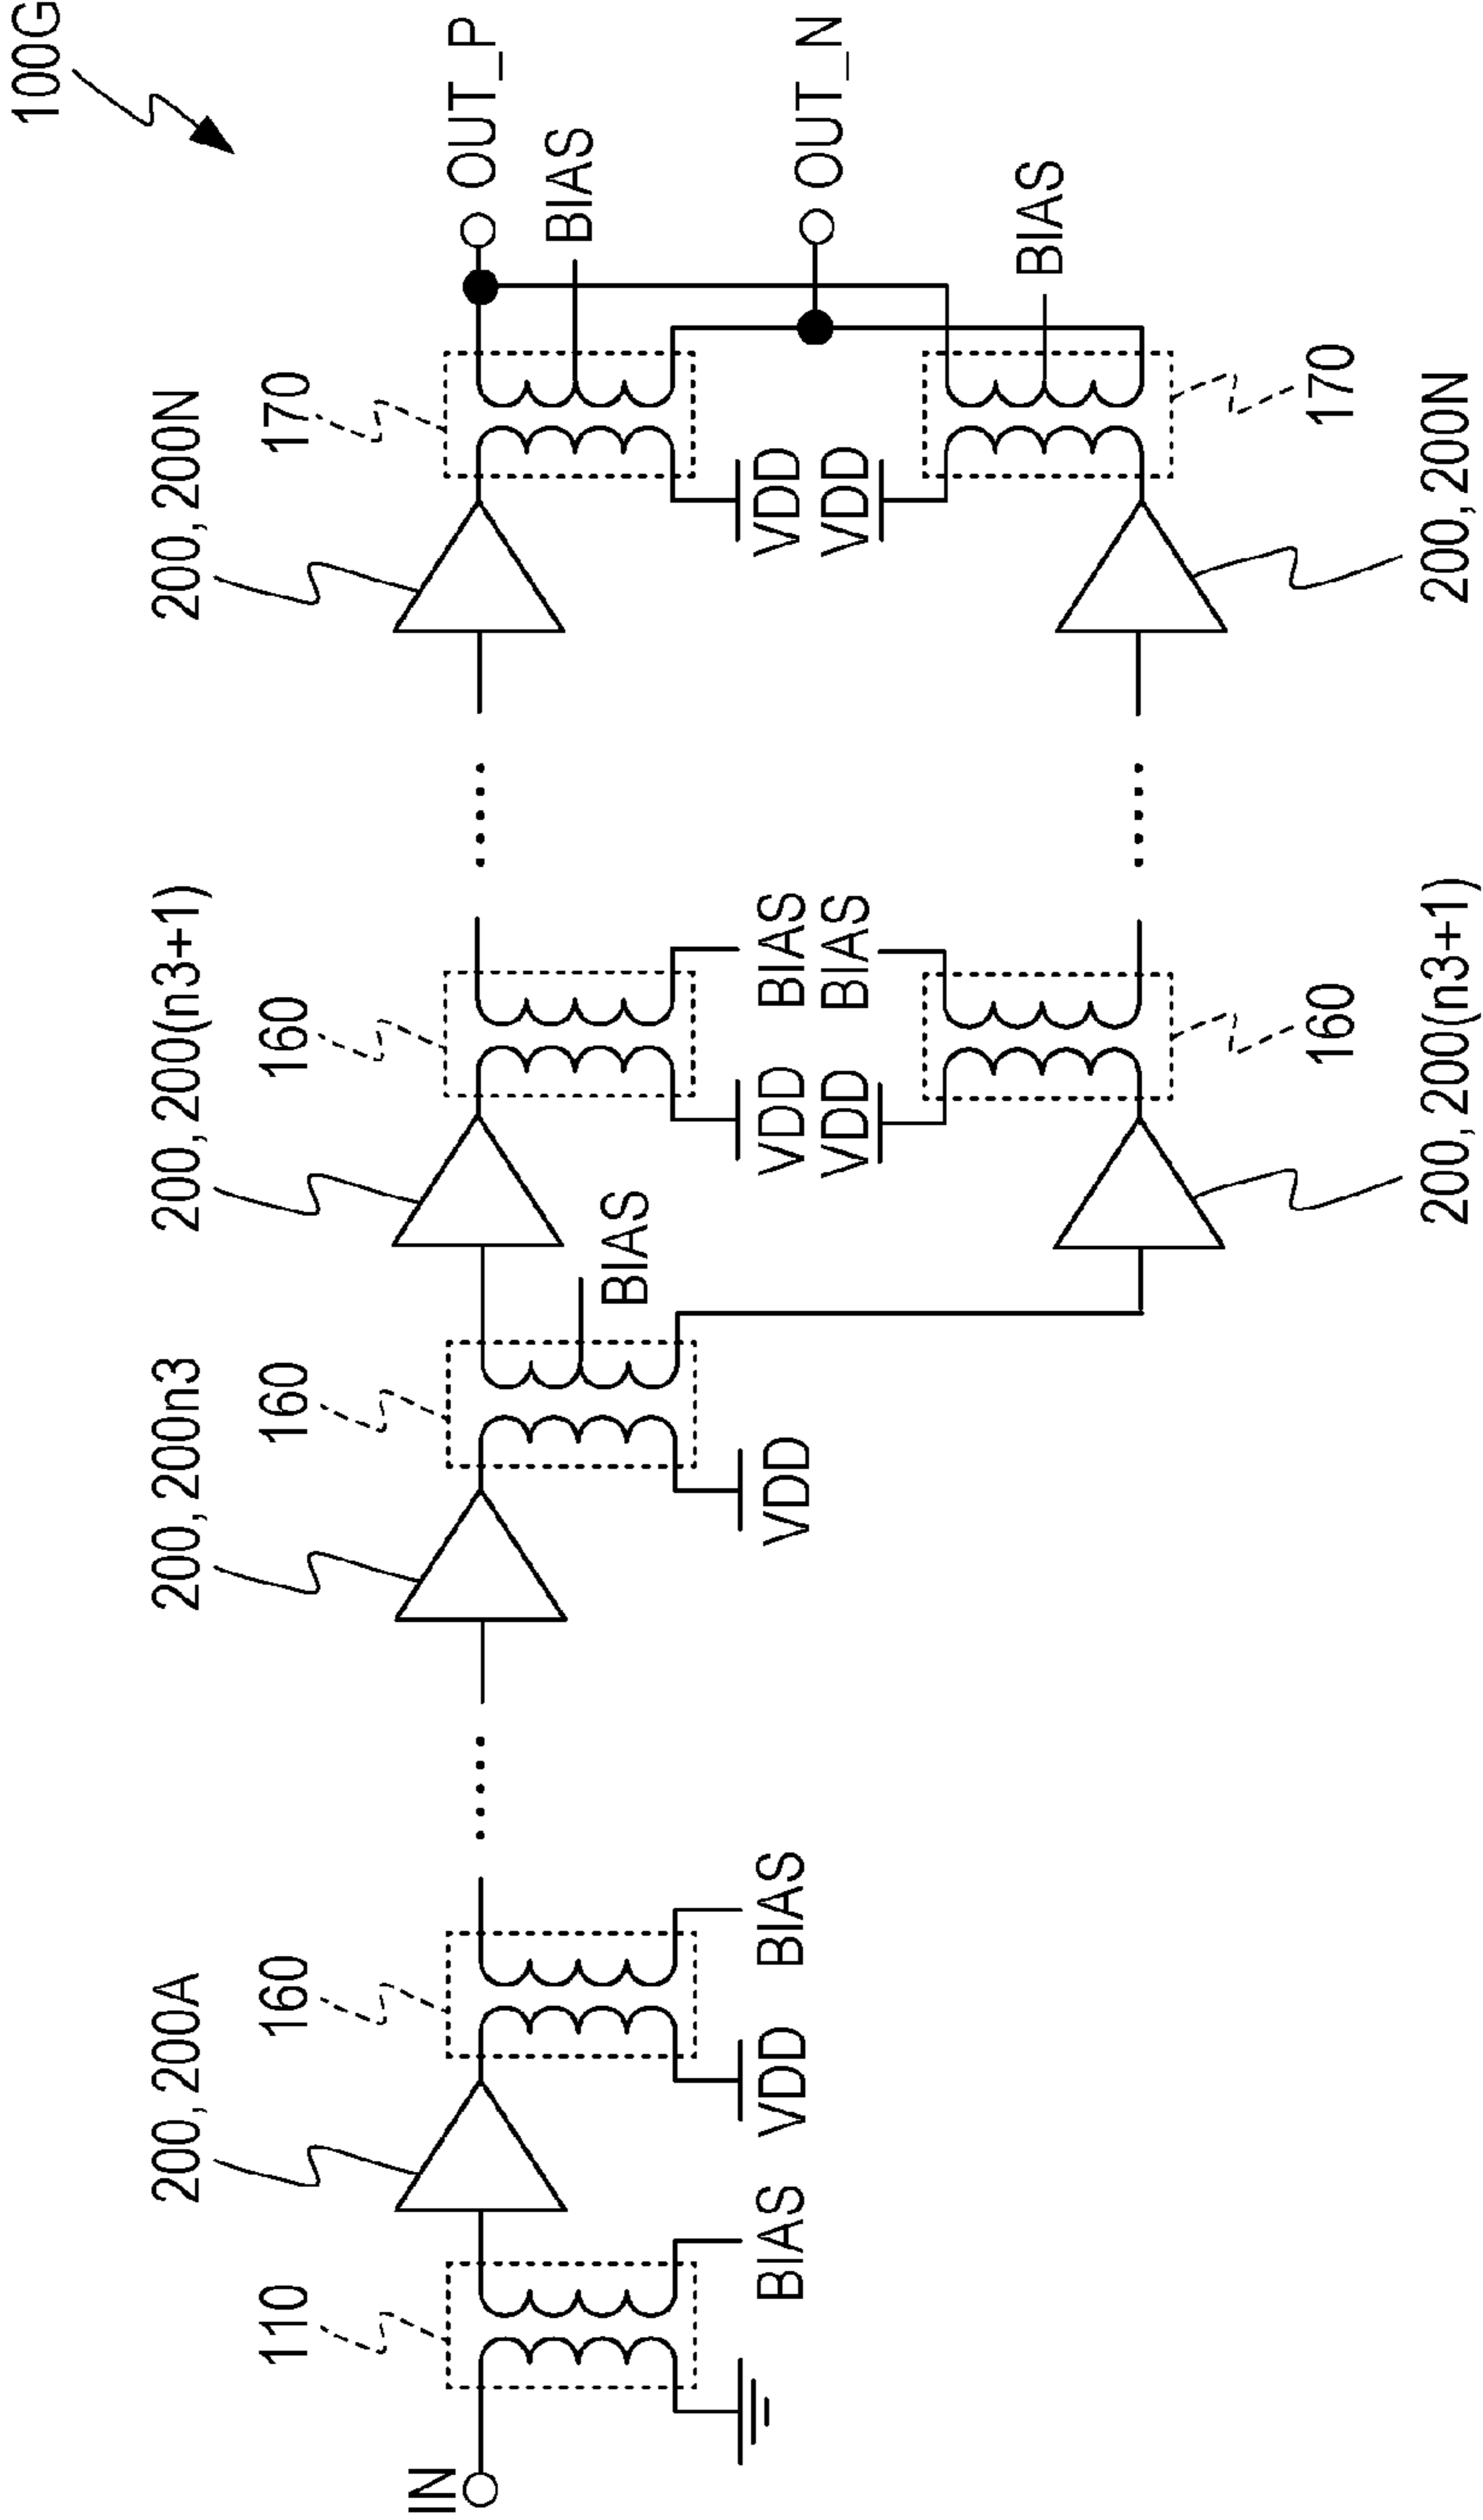 100G
200, 200A
200, 200n3
200, 200(n3+1)
200, 200N
110
160
160
160
170
IN
OUT_P
BIAS
BIAS
OUT_N
BIAS
VDD
BIAS
VDD
VDD
BIAS
VDD
VDD
BIAS
VDD
BIAS
BIAS
160
170
200, 200(n3+1)
200, 200N